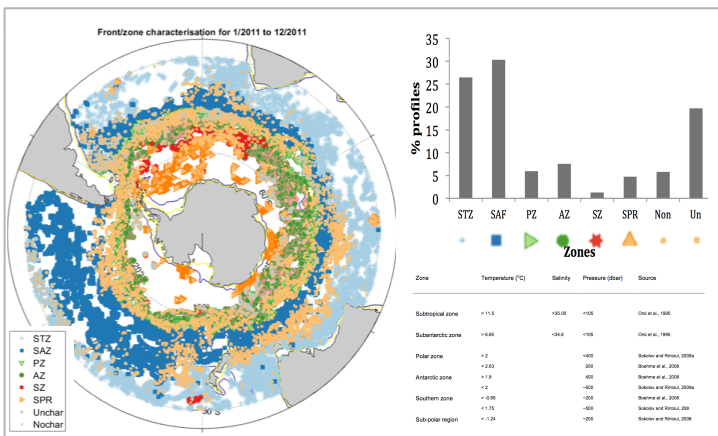 Front/zone characterisation for 1/2011 to 12/2011
STZ
SAZ
PZ
AZ
SZ
SPR
Unchar
Nochar
% profiles
35
30
25
20
15
10
5
0
STZ SAF PZ AZ SZ SPR Non Un
Zones
Zone Temperature (°C) Salinity Pressure (dbar) Source
Subtropical zone > 11.5 >35.05 <105 Orsi et al., 1995
Subantarctic zone > 6.85 <34.6 <105 Orsi et al., 1995
Polar zone > 2 <400 Sokolov and Rintoul, 2009a
< 2.63 200 Boehme et al., 2008
Antarctic zone > 1.8 400 Boehme et al., 2008
< 2 ~500 Sokolov and Rintoul, 2009a
Southern zone > -0.66 ~200 Boehme et al., 2008
< 1.75 ~500 Sokolov and Rintoul, 208
Sub-polar region < -1.24 ~200 Sokolov and Rintoul, 2008